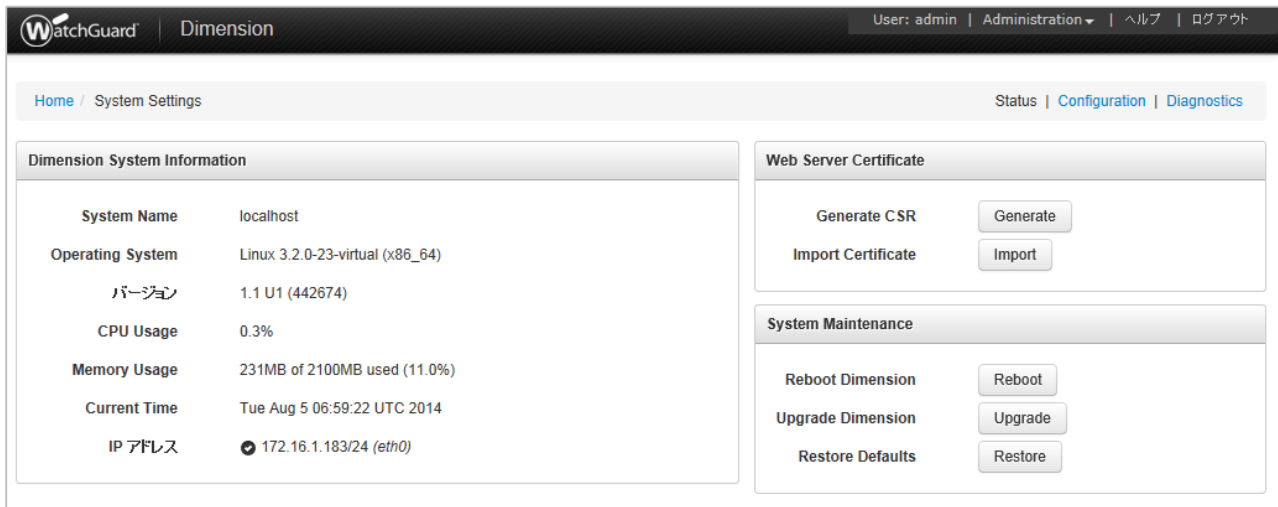 WatchGuard Dimension User: admin | Administration | ヘルプ | ログアウト
Home / System Settings Status | Configuration | Diagnostics
Dimension System Information
System Name localhost
Operating System Linux 3.2.0-23-virtual (x86_64)
バージョン 1.1 U1 (442674)
CPU Usage 0.3%
Memory Usage 231MB of 2100MB used (11.0%)
Current Time Tue Aug 5 06:59:22 UTC 2014
IP アドレス 172.16.1.183/24 (eth0)
Web Server Certificate
Generate CSR Generate
Import Certificate Import
System Maintenance
Reboot Dimension Reboot
Upgrade Dimension Upgrade
Restore Defaults Restore